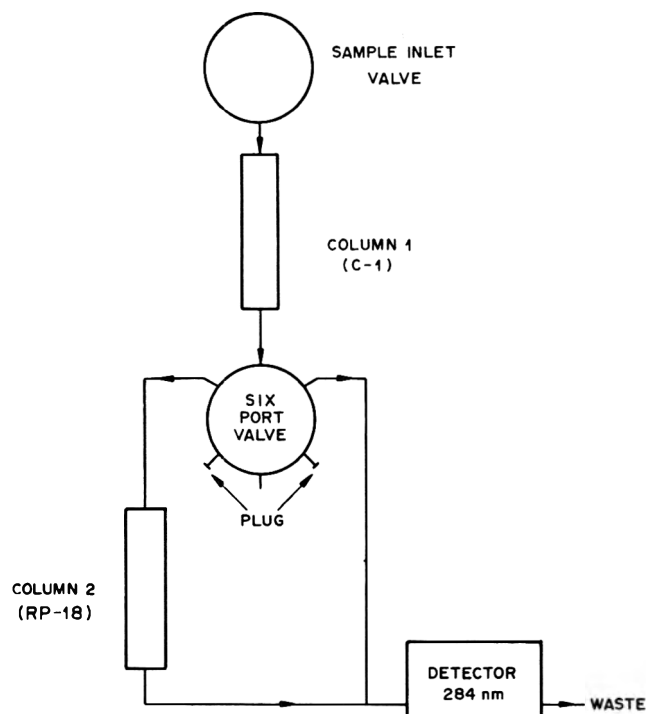 SAMPLE INLET
VALVE
COLUMN 1
(C-1)
SIX
PORT
VALVE
PLUG
COLUMN 2
(RP-18)
DETECTOR
284 nm
WASTE